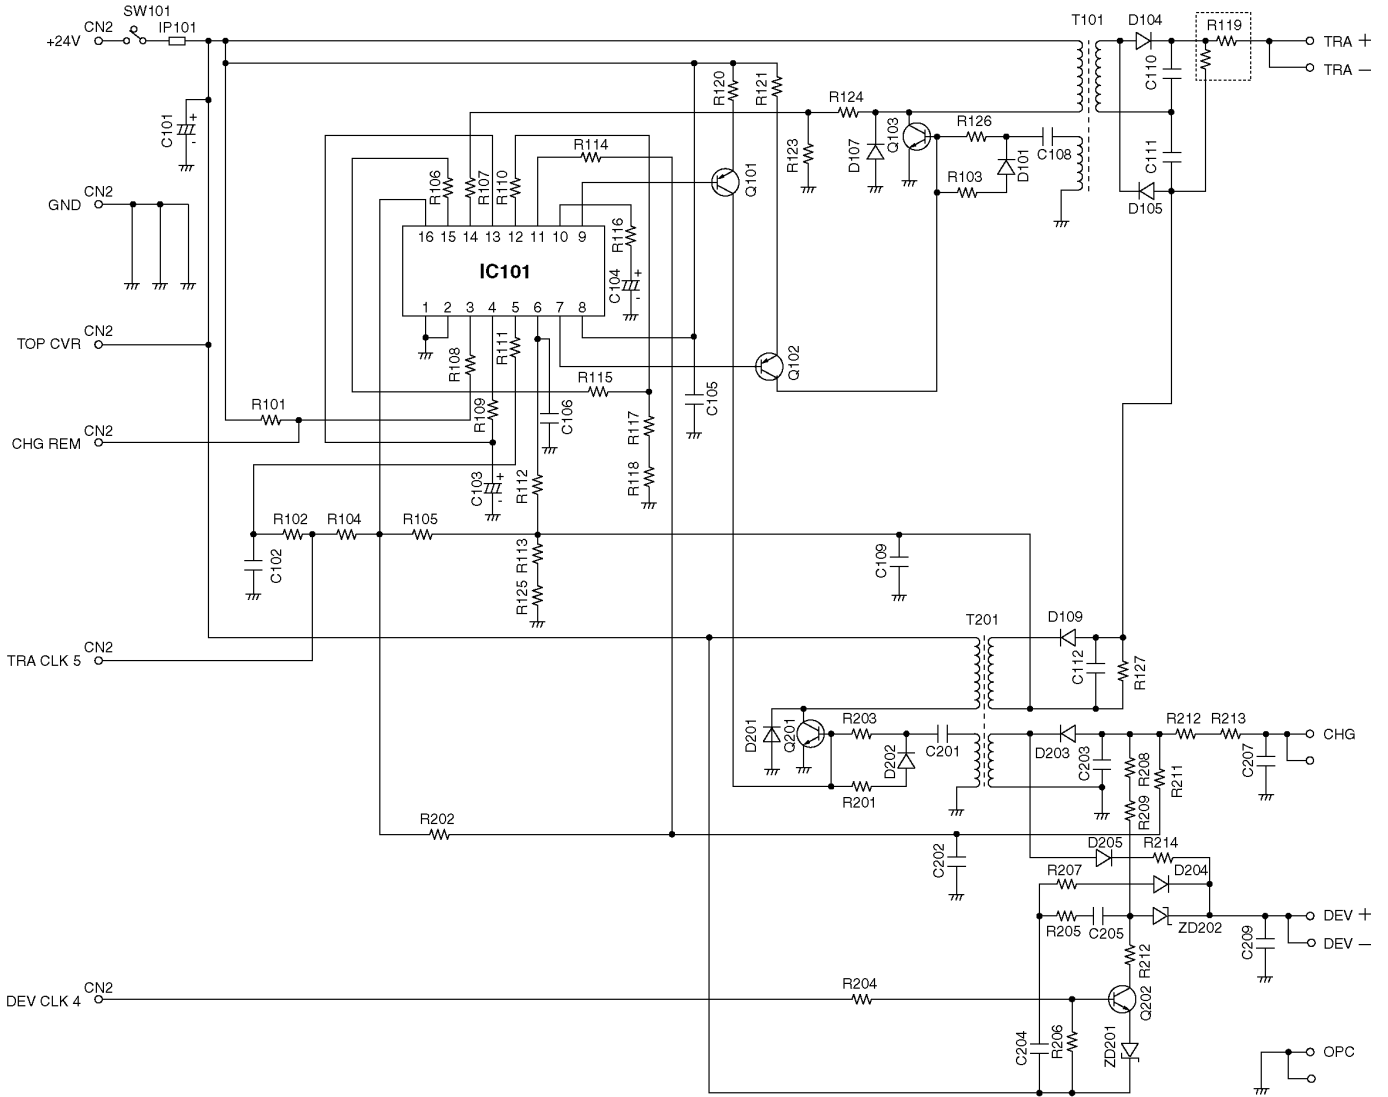 SW101
CN2
IP101
+24V
T101
D104
R119
TRA +
TRA −
C110
R120
R121
C101
R124
R126
Q103
D107
R123
C108
D101
R103
C111
D105
R114
Q101
R106
R107
R110
R116
C104
+
-
+
-
CN2
GND
16 15 14 13 12 11 10 9
IC101
1 2 3 4 5 6 7 8
CN2
TOP CVR
R108
R111
Q102
R115
C105
R101
R109
C106
R117
CN2
CHG REM
R118
R112
C103
+
-
R102
R104
R105
C102
R113
R125
C109
T201
D109
C112
R127
CN2
TRA CLK 5
D201
Q201
R203
D202
C201
R201
D203
C203
R208
R209
R211
R212
R213
CHG
C207
R202
C202
D205
R214
R207
D204
R205
C205
ZD202
DEV +
DEV −
C209
R212
CN2
DEV CLK 4
R204
Q202
C204
R206
ZD201
OPC